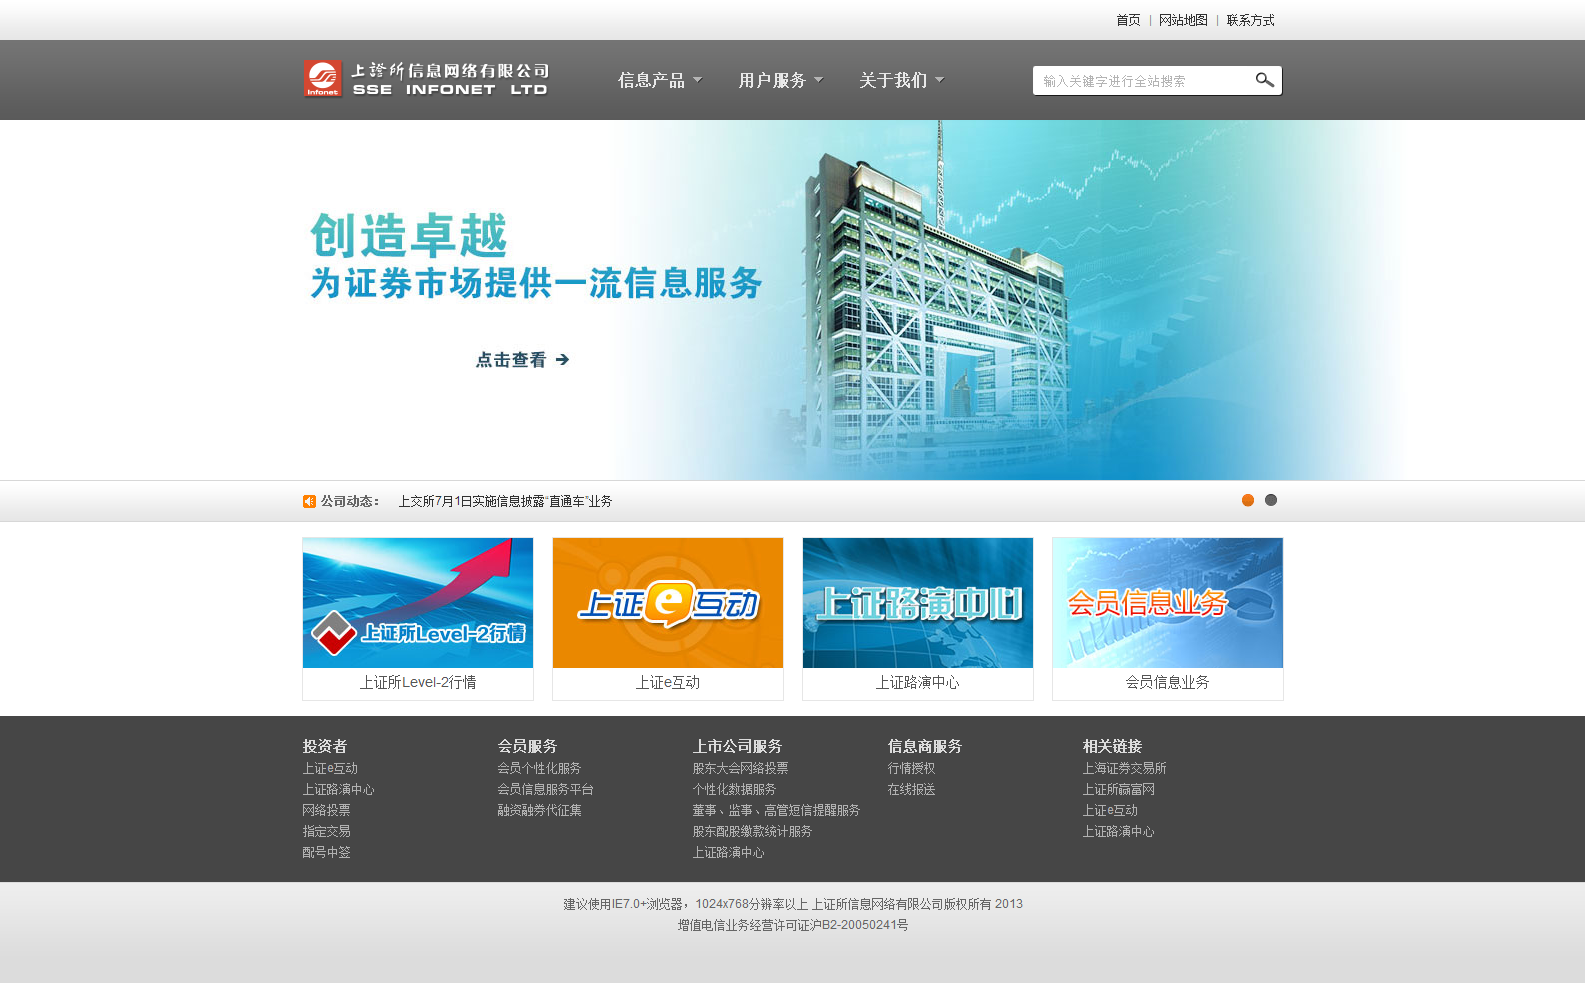 首页 | 网站地图 | 联系方式
上證所信息网络有限公司
SSE INFONET LTD
Infonet
信息产品
用户服务
关于我们
输入关键字进行全站搜索
创造卓越
为证券市场提供一流信息服务
点击查看
公司动态：
上交所7月1日实施信息披露“直通车”业务
上证所Level-2行情
上证e互动
上证路演中心
会员信息业务
上证所Level-2行情
上证e互动
上证路演中心
会员信息业务
投资者
上证e互动
上证路演中心
网络投票
指定交易
配号中签
会员服务
会员个性化服务
会员信息服务平台
融资融券代征集
上市公司服务
股东大会网络投票
个性化数据服务
董事、监事、高管短信提醒服务
股东配股缴款统计服务
上证路演中心
信息商服务
行情授权
在线报送
相关链接
上海证券交易所
上证所赢富网
上证e互动
上证路演中心
建议使用IE7.0+浏览器，1024x768分辨率以上 上证所信息网络有限公司版权所有 2013
增值电信业务经营许可证沪B2-20050241号